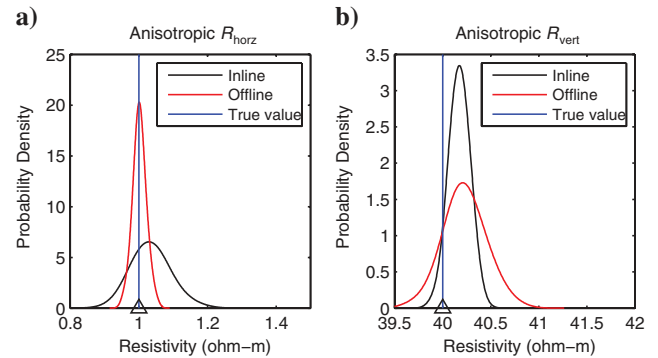 a)
Anisotropic Rhorz
25
20
15
10
5
0
Probability Density
Inline
Offline
True value
0.8 1 1.2 1.4
Resistivity (ohm−m)
b)
Anisotropic Rvert
3.5
3
2.5
2
1.5
1
0.5
0
Probability Density
Inline
Offline
True value
39.5 40 40.5 41 41.5 42
Resistivity (ohm−m)